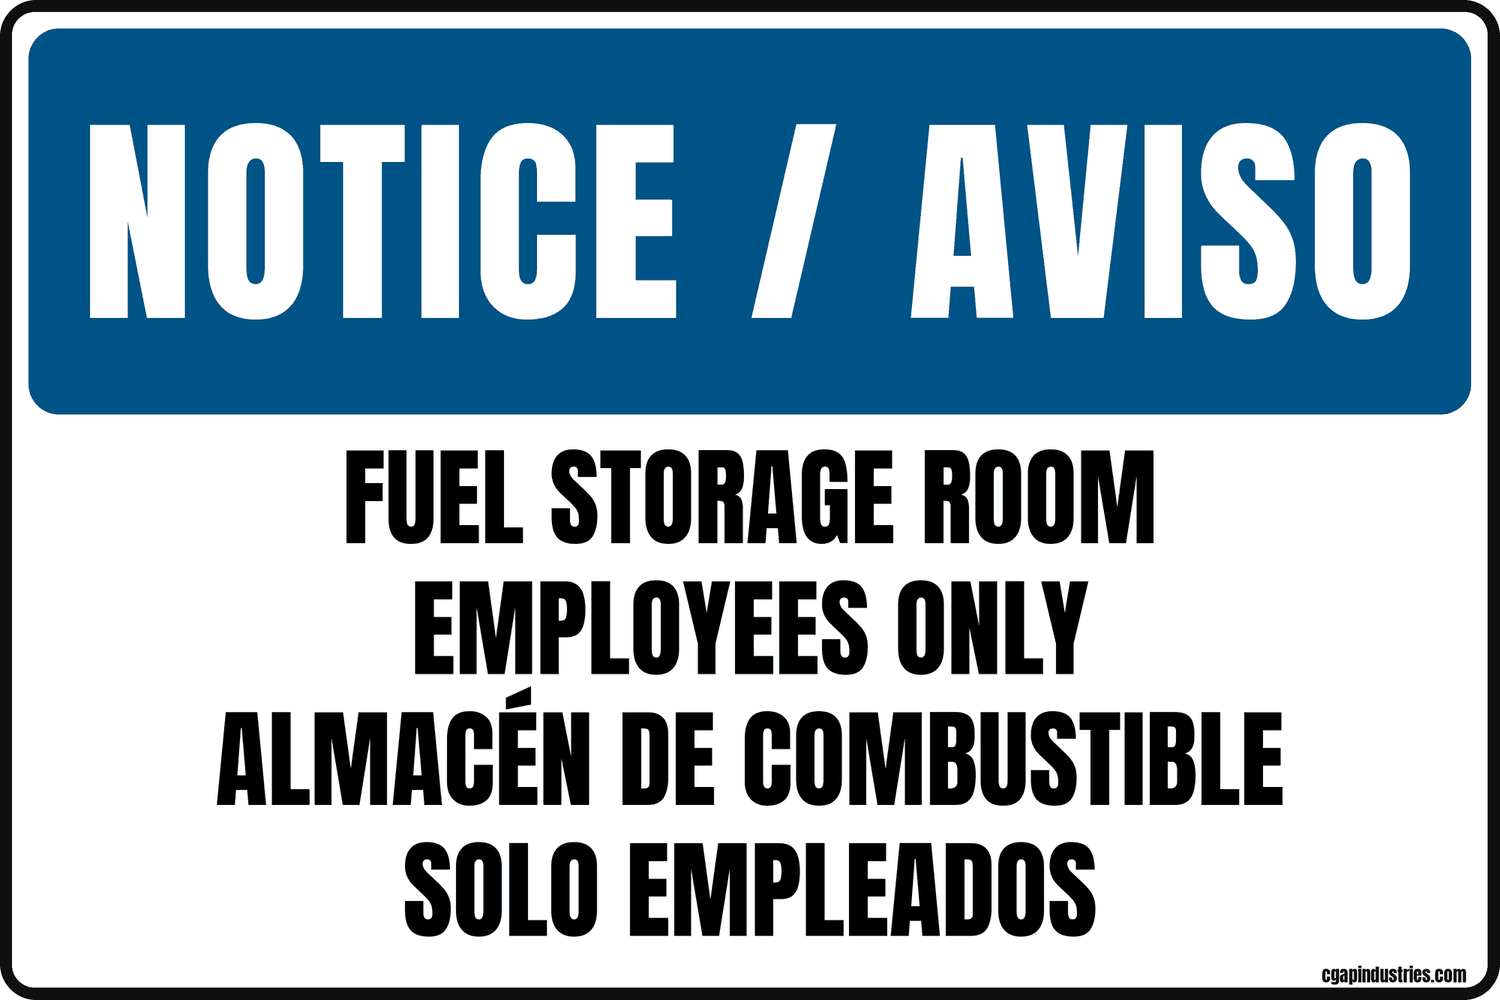 NOTICE / AVISO
FUEL STORAGE ROOM
EMPLOYEES ONLY
ALMACÉN DE COMBUSTIBLE
SOLO EMPLEADOS
cgapindustries.com